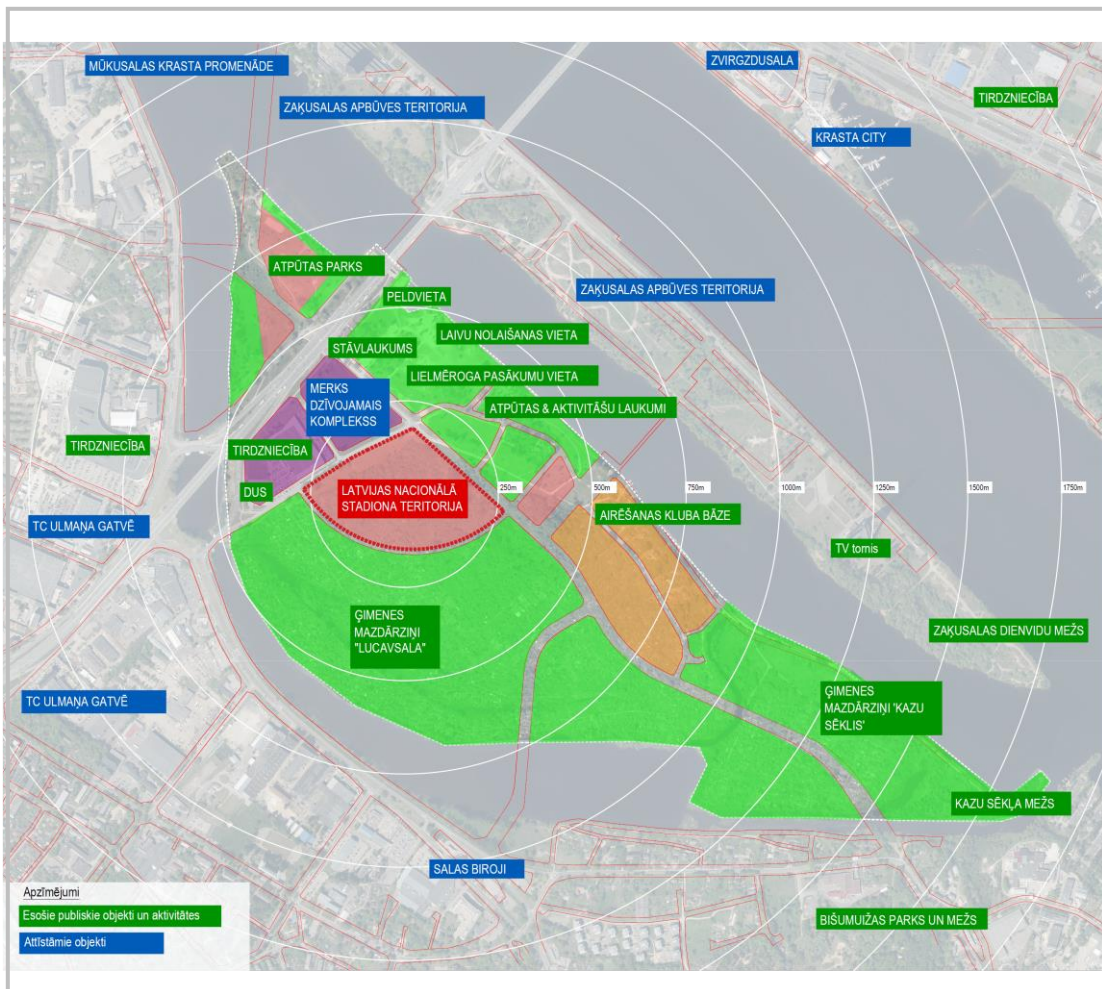 ZVIRGZDUSALA
MŪKUSALAS KRASTA PROMENĀDE
TIRDZNIECĪBA
ZAĶUSALAS APBŪVES TERITORIJA
KRASTA CITY
ATPŪTAS PARKS
ZAĶUSALAS APBŪVES TERITORIJA
PELDVIETA
LAIVU NOLAIŠANAS VIETA
STĀVLAUKUMS
LIELMĒROGA PASĀKUMU VIETA
MERKS
DZĪVOJAMAIS
KOMPLEKSS
ATPŪTAS & AKTIVITĀŠU LAUKUMI
TIRDZNIECĪBA
TIRDZNIECĪBA
DUS
LATVIJAS NACIONĀLĀ
STADIONA TERITORIJA
250m
500m
750m
1000m
1250m
1500m
1750m
AIRĒŠANAS KLUBA BĀZE
TC ULMAŅA GATVĒ
TV tornis
ĢIMENES
MAZDĀRZIŅI
"LUCAVSALA"
ZAĶUSALAS DIENVIDU MEŽS
TC ULMAŅA GATVĒ
ĢIMENES
MAZDĀRZIŅI 'KAZU
SĒKLIS'
KAZU SĒKĻA MEŽS
SALAS BIROJI
BIŠUMUIŽAS PARKS UN MEŽS
Apzīmējumi
Esošie publiskie objekti un aktivitātes
Attīstāmie objekti